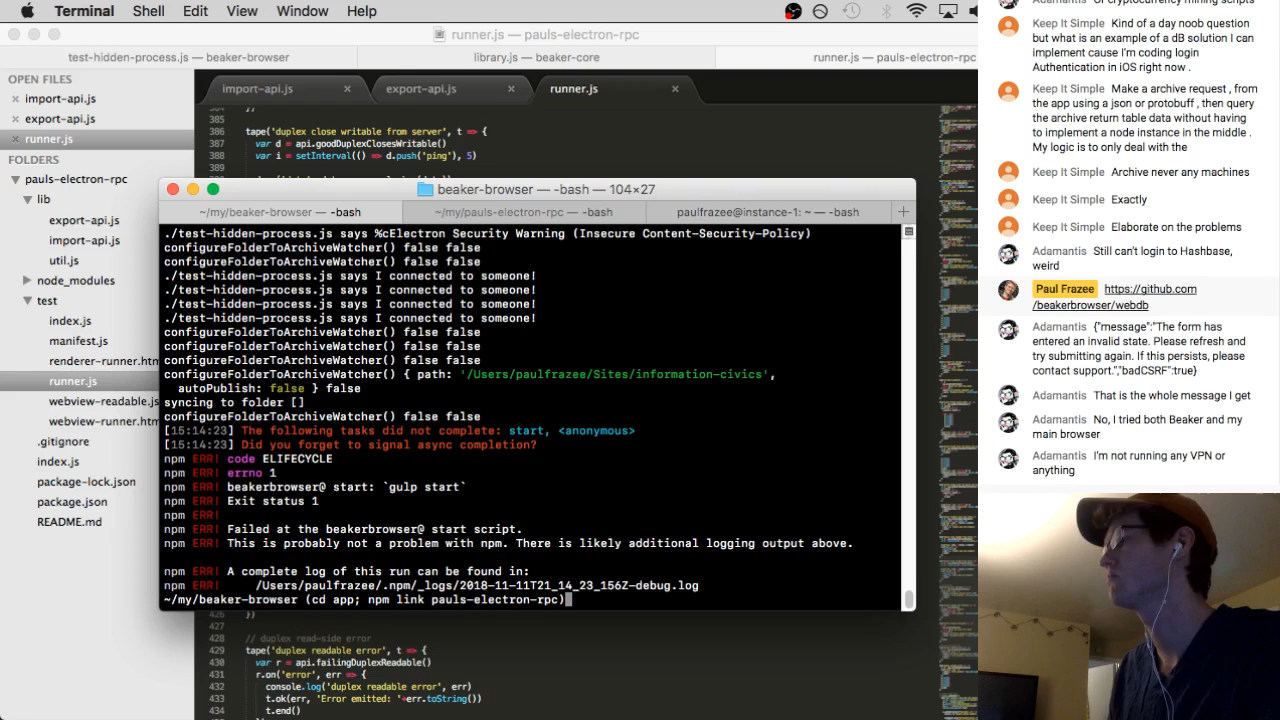 Terminal Shell Edit View Window Help
runner.js — pauls-electron-rpc
test-hidden-process.js — beaker-browser
library.js — beaker-core
runner.js — pauls-electron-rpc
OPEN FILES
× import-api.js
× export-api.js
× runner.js
FOLDERS
pauls-electron-rpc
lib
export-api.js
import-api.js
util.js
node_modules
test
index.js
manifest.js
renderer-runner.htm
runner.js
webview-readable.js
webview-runner.htm
.gitignore
index.js
package-lock.json
package.json
README.md
import-api.js ×
export-api.js ×
runner.js ×
385
386 tape('duplex close writable from server', t => {
387 var d = api.goodDuplexClosesWritable()
388 var i = setInterval(() => d.push('ping'), 5)
389
beaker-browser — -bash — 104×27
~/my/beaker-browser — -bash
~/my/pauls-electron-rpc — -bash
paulfrazee@instance-1: ~ — -bash
+
./test-hidden-process.js says %cElectron Security Warning (Insecure Content-Security-Policy)
configureFolderToArchiveWatcher() false false
configureFolderToArchiveWatcher() false false
./test-hidden-process.js says I connected to someone!
./test-hidden-process.js says I connected to someone!
./test-hidden-process.js says I connected to someone!
./test-hidden-process.js says I connected to someone!
configureFolderToArchiveWatcher() false false
configureFolderToArchiveWatcher() false false
configureFolderToArchiveWatcher() false false
configureFolderToArchiveWatcher() { path: '/Users/paulfrazee/Sites/information-civics',
autoPublish: false } false
syncing to folder []
configureFolderToArchiveWatcher() false false
[15:14:23] The following tasks did not complete: start, <anonymous>
[15:14:23] Did you forget to signal async completion?
npm ERR! code ELIFECYCLE
npm ERR! errno 1
npm ERR! beakerbrowser@ start: `gulp start`
npm ERR! Exit status 1
npm ERR!
npm ERR! Failed at the beakerbrowser@ start script.
npm ERR! This is probably not a problem with npm. There is likely additional logging output above.
npm ERR! A complete log of this run can be found in:
npm ERR! /Users/paulfrazee/.npm/_logs/2018-12-11T21_14_23_156Z-debug.log
~/my/beaker-browser (cd app; npm link pauls-electron-rpc)
426 })
428 // duplex read-side error
429 tape('duplex readable error', t => {
430 var r = api.failingDuplexReadable()
431 r.on('error', err => {
432 console.log('duplex readable error', err)
433 t.ok(err, 'Error emitted: '+err.toString())
434 t.end()
Adamantis Or cryptocurrency mining scripts
Keep It Simple Kind of a day noob question
but what is an example of a dB solution I can
implement cause I'm coding login
Authentication in iOS right now .
Keep It Simple Make a archive request , from
the app using a json or protobuff , then query
the archive return table data without having
to implement a node instance in the middle .
My logic is to only deal with the
Keep It Simple Archive never any machines
Keep It Simple Exactly
Keep It Simple Elaborate on the problems
Adamantis Still can't login to Hashbase,
weird
Paul Frazee https://github.com
/beakerbrowser/webdb
Adamantis {"message":"The form has
entered an invalid state. Please refresh and
try submitting again. If this persists, please
contact support.","badCSRF":true}
Adamantis That is the whole message I get
Adamantis No, I tried both Beaker and my
main browser
Adamantis I'm not running any VPN or
anything